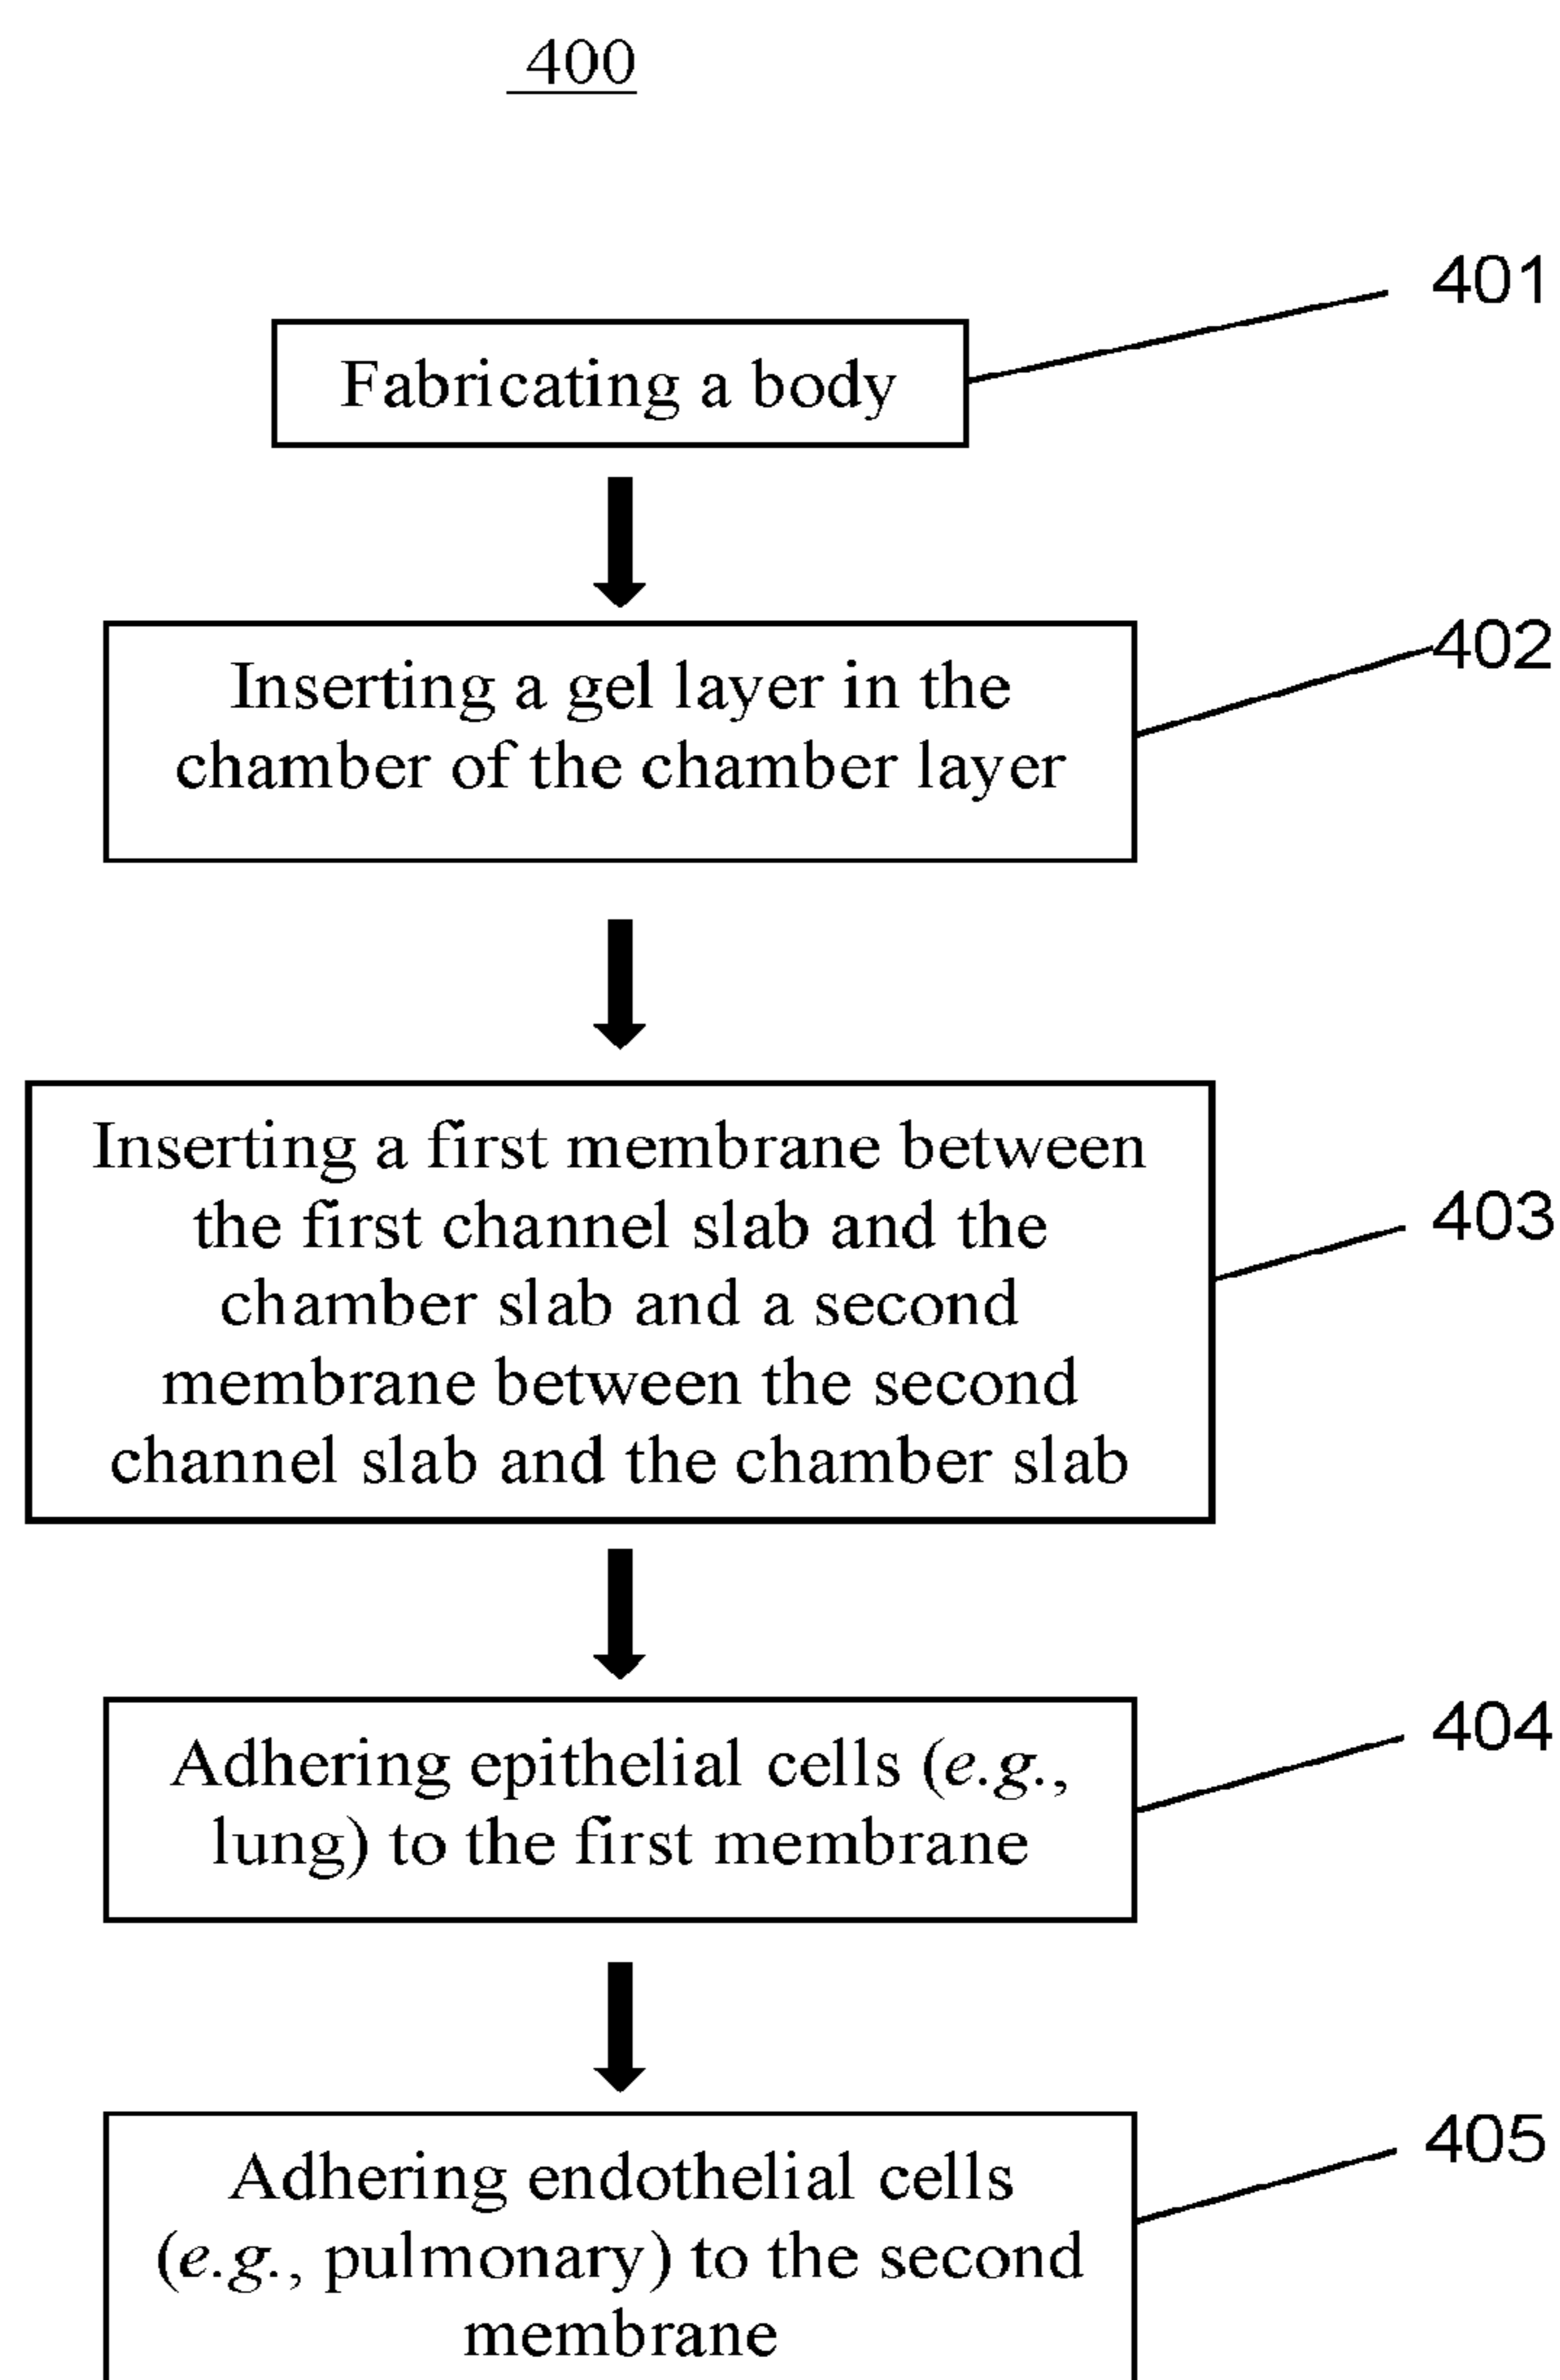 400
401
Fabricating a body
402
Inserting a gel layer in the
chamber of the chamber layer
403
Inserting a first membrane between
the first channel slab and the
chamber slab and a second
membrane between the second
channel slab and the chamber slab
404
Adhering epithelial cells (e.g.,
lung) to the first membrane
405
Adhering endothelial cells
(e.g., pulmonary) to the second
membrane